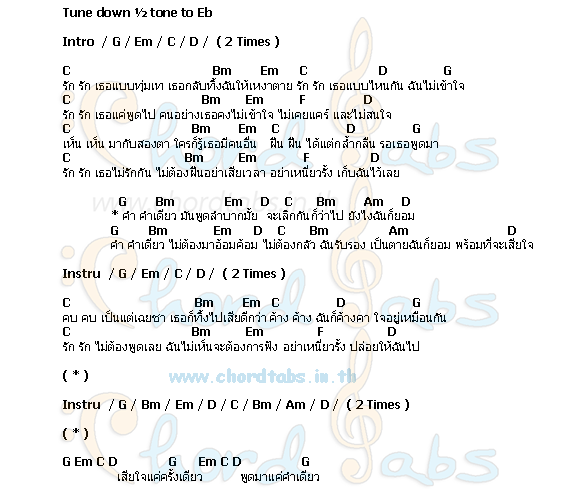 Tune down ½ tone to Eb
Intro / G / Em / C / D / ( 2 Times )
C Bm Em C D G
รัก รัก เธอแบบทุ่มเท เธอกลับทิ้งฉันให้เหงาตาย รัก รัก เธอแบบไหนกัน ฉันไม่เข้าใจ
C Bm Em F D
รัก รัก เธอแค่พูดไป คนอย่างเธอคงไม่เข้าใจ ไม่เคยแคร์ และไม่สนใจ
C Bm Em C D G
เห็น เห็น มากับสองตา ใครก็รู้เธอมีคนอื่น ฝืน ฝืน ได้แต่กล้ำกลืน รอเธอพูดมา
C Bm Em F D
รัก รัก เธอไม่รักกัน ไม่ต้องฝืนอย่าเสียเวลา อย่าเหนี่ยวรั้ง เก็บฉันไว้เลย
G Bm Em D C Bm Am D
* คำ คำเดียว มันพูดลำบากมั้ย จะเลิกกันก็ว่าไป ยังไงฉันก็ยอม
G Bm Em D C Bm Am D
คำ คำเดียว ไม่ต้องมาอ้อมค้อม ไม่ต้องกลัว ฉันรับรอง เป็นตายฉันก็ยอม พร้อมที่จะเสียใจ
Instru / G / Em / C / D / ( 2 Times )
C Bm Em C D G
คบ คบ เป็นแต่เฉยชา เธอก็ทิ้งไปเสียดีกว่า ค้าง ค้าง ฉันก็ค้างคา ใจอยู่เหมือนกัน
C Bm Em F D
รัก รัก ไม่ต้องพูดเลย ฉันไม่เห็นจะต้องการฟัง อย่าเหนี่ยวรั้ง ปล่อยให้ฉันไป
( * )
www.chordtabs.in.th
Instru / G / Bm / Em / D / C / Bm / Am / D / ( 2 Times )
( * )
G Em C D G Em C D G
เสียใจแค่ครั้งเดียว พูดมาแค่คำเดียว